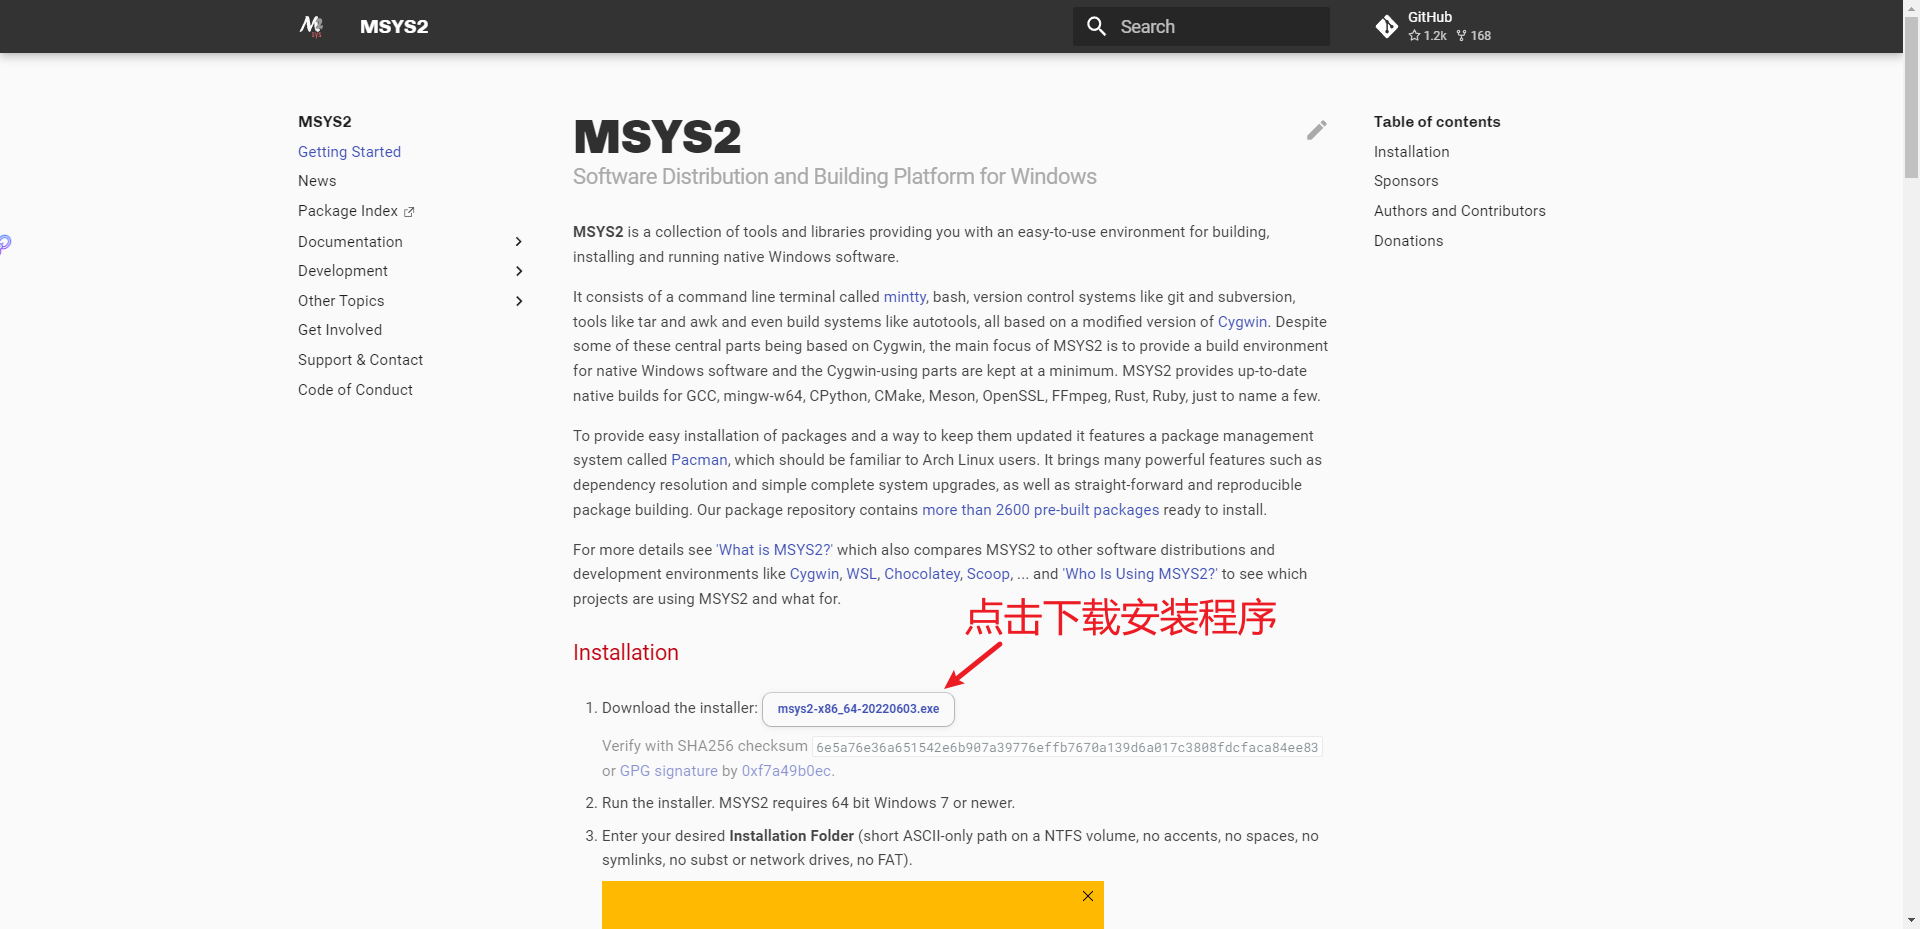 MSYS2
Search
GitHub
1.2k 168
MSYS2
Getting Started
News
Package Index
Documentation
Development
Other Topics
Get Involved
Support & Contact
Code of Conduct
MSYS2
Software Distribution and Building Platform for Windows
MSYS2 is a collection of tools and libraries providing you with an easy-to-use environment for building,
installing and running native Windows software.
It consists of a command line terminal called mintty, bash, version control systems like git and subversion,
tools like tar and awk and even build systems like autotools, all based on a modified version of Cygwin. Despite
some of these central parts being based on Cygwin, the main focus of MSYS2 is to provide a build environment
for native Windows software and the Cygwin-using parts are kept at a minimum. MSYS2 provides up-to-date
native builds for GCC, mingw-w64, CPython, CMake, Meson, OpenSSL, FFmpeg, Rust, Ruby, just to name a few.
To provide easy installation of packages and a way to keep them updated it features a package management
system called Pacman, which should be familiar to Arch Linux users. It brings many powerful features such as
dependency resolution and simple complete system upgrades, as well as straight-forward and reproducible
package building. Our package repository contains more than 2600 pre-built packages ready to install.
For more details see 'What is MSYS2?' which also compares MSYS2 to other software distributions and
development environments like Cygwin, WSL, Chocolatey, Scoop, ... and 'Who Is Using MSYS2?' to see which
projects are using MSYS2 and what for.
点击下载安装程序
Installation
1. Download the installer: msys2-x86_64-20220603.exe
Verify with SHA256 checksum 6e5a76e36a651542e6b907a39776effb7670a139d6a017c3808fdcfaca84ee83
or GPG signature by 0xf7a49b0ec.
2. Run the installer. MSYS2 requires 64 bit Windows 7 or newer.
3. Enter your desired Installation Folder (short ASCII-only path on a NTFS volume, no accents, no spaces, no
symlinks, no subst or network drives, no FAT).
Table of contents
Installation
Sponsors
Authors and Contributors
Donations